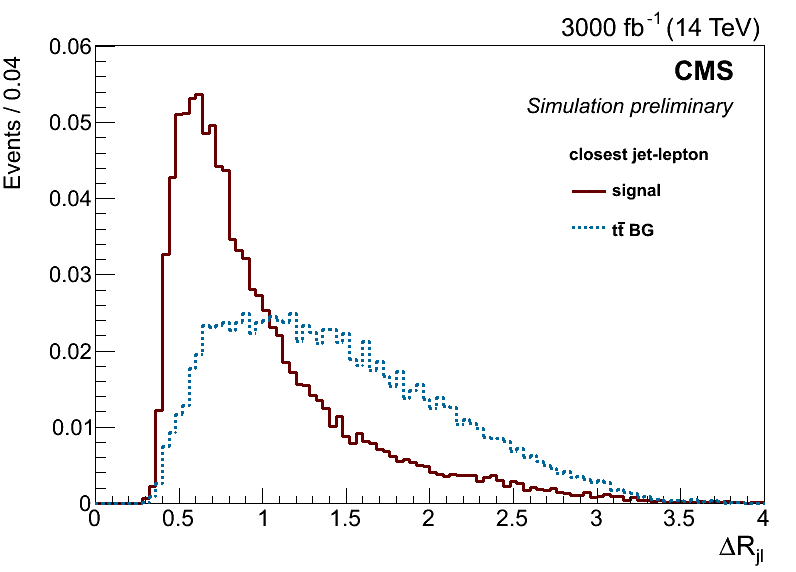 3000 fb⁻¹ (14 TeV)
Events / 0.04
0.06
0.05
0.04
0.03
0.02
0.01
0
CMS
Simulation preliminary
closest jet-lepton
signal
tt̄ BG
0 0.5 1 1.5 2 2.5 3 3.5 4
ΔR_jl